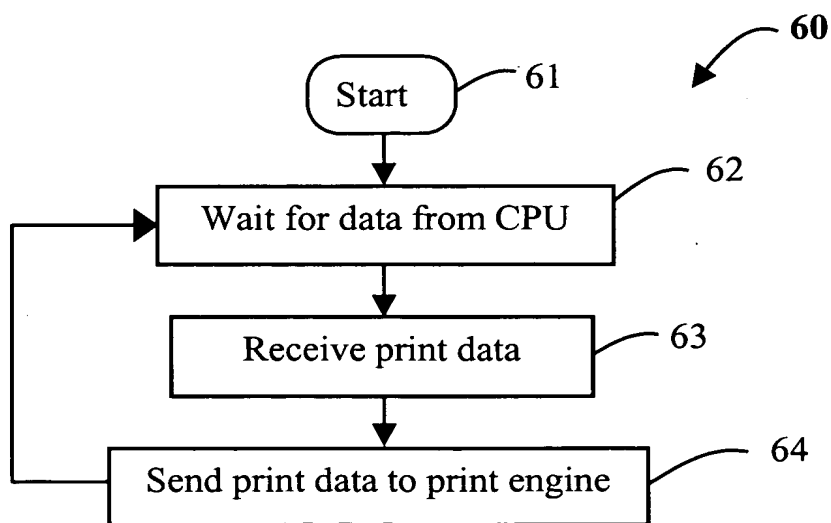 60
Start
61
62
Wait for data from CPU
Receive print data
63
64
Send print data to print engine